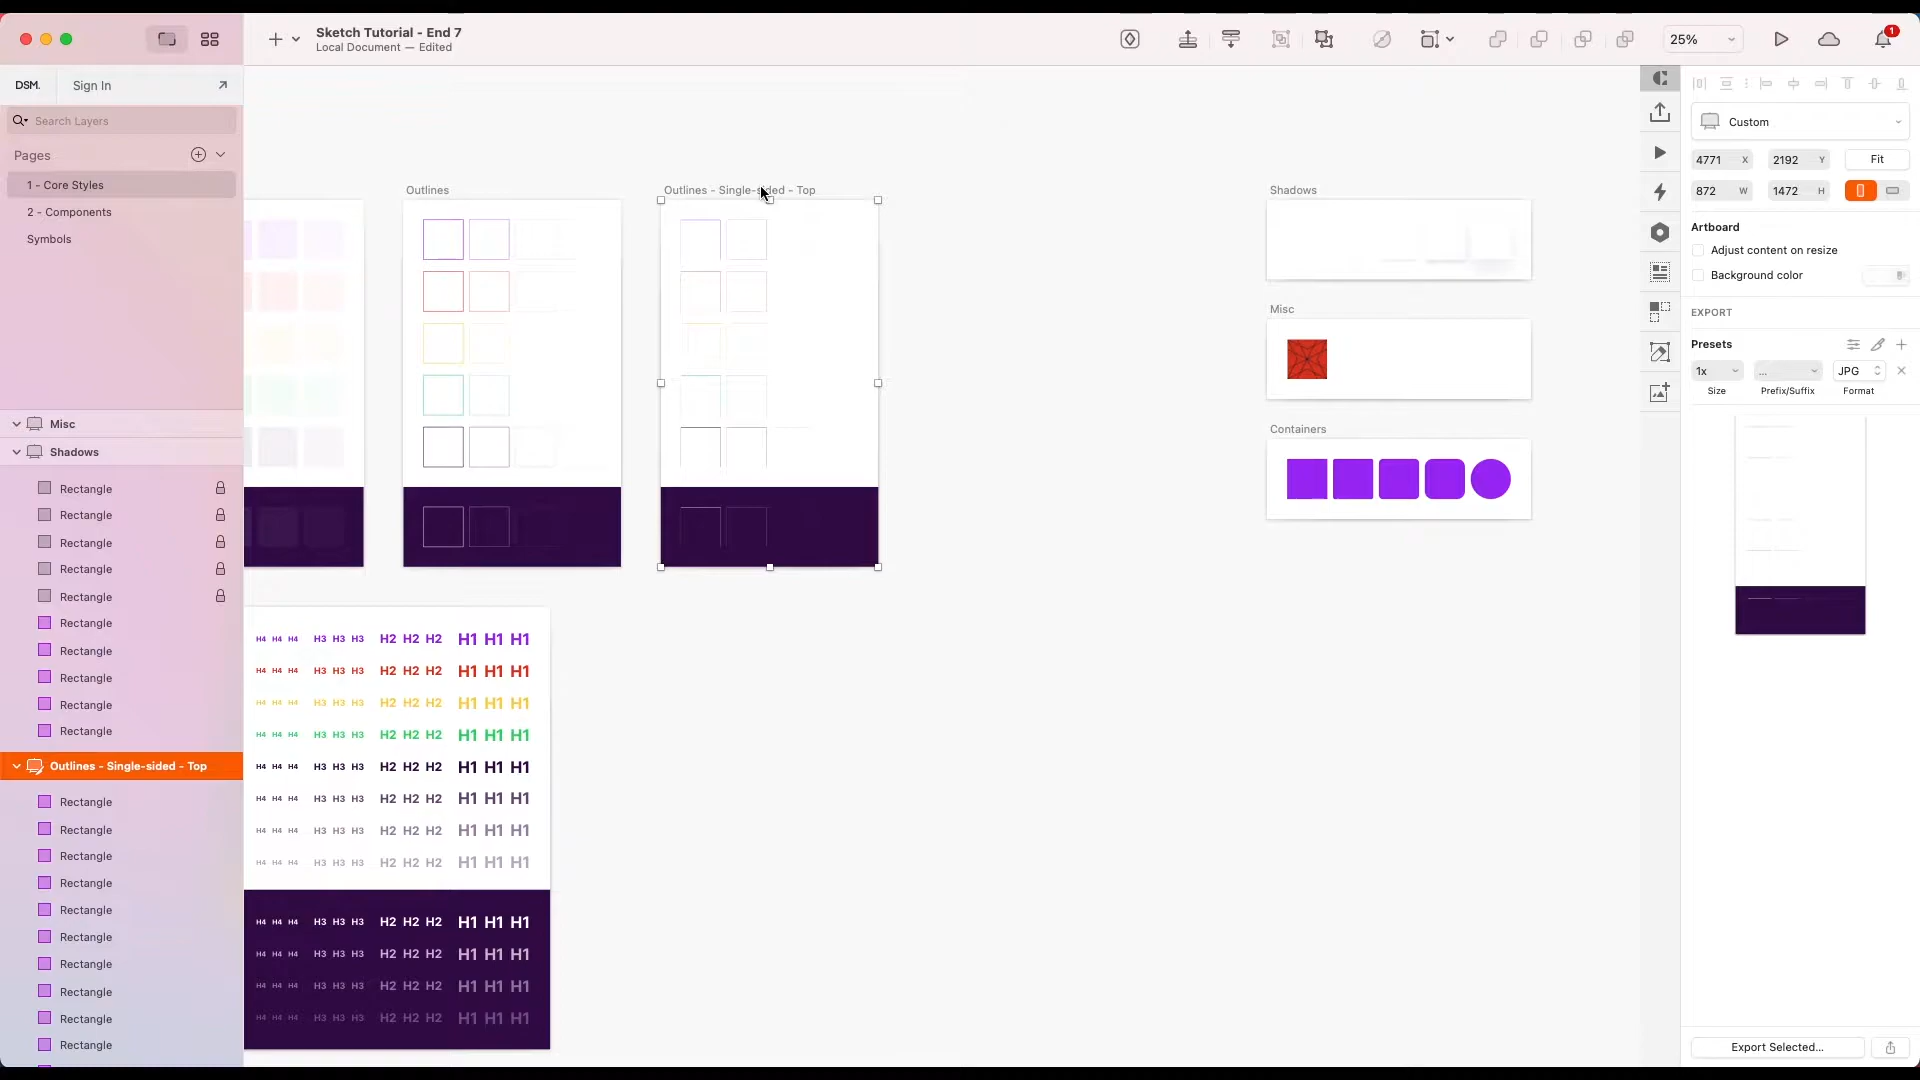 Sketch Tutorial - End 7
Local Document — Edited
25%
1
DSM.
Sign In
Search Layers
Pages
1 - Core Styles
2 - Components
Symbols
Misc
Shadows
Rectangle
Rectangle
Rectangle
Rectangle
Rectangle
Rectangle
Rectangle
Rectangle
Rectangle
Rectangle
Outlines - Single-sided - Top
Rectangle
Rectangle
Rectangle
Rectangle
Rectangle
Rectangle
Rectangle
Rectangle
Rectangle
Rectangle
Outlines
Outlines - Single-sided - Top
Shadows
Misc
Containers
H4 H4 H4 H3 H3 H3 H2 H2 H2 H1 H1 H1
H4 H4 H4 H3 H3 H3 H2 H2 H2 H1 H1 H1
H4 H4 H4 H3 H3 H3 H2 H2 H2 H1 H1 H1
H4 H4 H4 H3 H3 H3 H2 H2 H2 H1 H1 H1
H4 H4 H4 H3 H3 H3 H2 H2 H2 H1 H1 H1
H4 H4 H4 H3 H3 H3 H2 H2 H2 H1 H1 H1
H4 H4 H4 H3 H3 H3 H2 H2 H2 H1 H1 H1
H4 H4 H4 H3 H3 H3 H2 H2 H2 H1 H1 H1
H4 H4 H4 H3 H3 H3 H2 H2 H2 H1 H1 H1
H4 H4 H4 H3 H3 H3 H2 H2 H2 H1 H1 H1
H4 H4 H4 H3 H3 H3 H2 H2 H2 H1 H1 H1
H4 H4 H4 H3 H3 H3 H2 H2 H2 H1 H1 H1
Custom
4771 X 2192 Y Fit
872 W 1472 H
Artboard
Adjust content on resize
Background color
EXPORT
Presets
1x ... JPG
Size Prefix/Suffix Format
Export Selected...